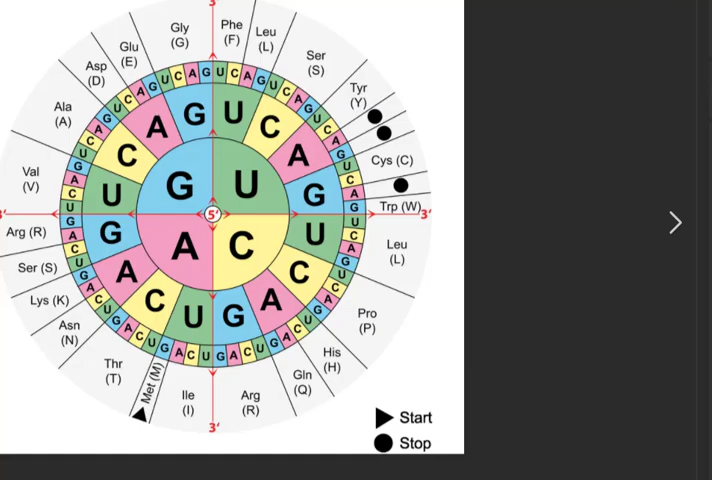 3'
Phe
(F)
Leu
(L)
Ser
(S)
Tyr
(Y)
Cys (C)
Trp (W)
3'
Leu
(L)
Pro
(P)
His
(H)
Gln
(Q)
Arg
(R)
3'
Ile
(I)
Met (M)
Thr
(T)
Asn
(N)
Lys (K)
Ser (S)
Arg (R)
3'
Val
(V)
Ala
(A)
Asp
(D)
Glu
(E)
Gly
(G)
U C A G U C A G U C A G U C A G
U C A G U C A G U C A G U C A G
U C A G U C A G U C A G U C A G
U C A G U C A G U C A G U C A G
U C A G
U C A G
U C A G
U C A G
G U
5'
A C
Start
Stop